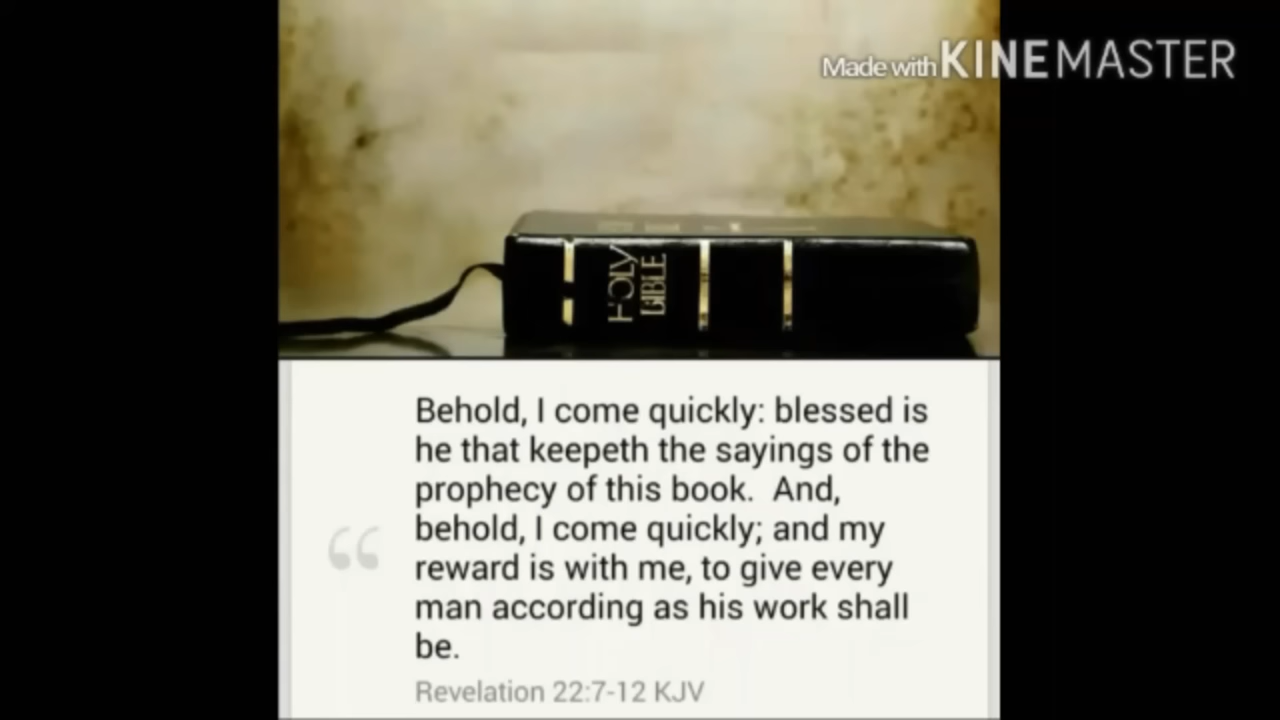 Made with KINEMASTER
HOLY
BIBLE
Behold, I come quickly: blessed is
he that keepeth the sayings of the
prophecy of this book.  And,
behold, I come quickly; and my
reward is with me, to give every
man according as his work shall
be.
Revelation 22:7-12 KJV